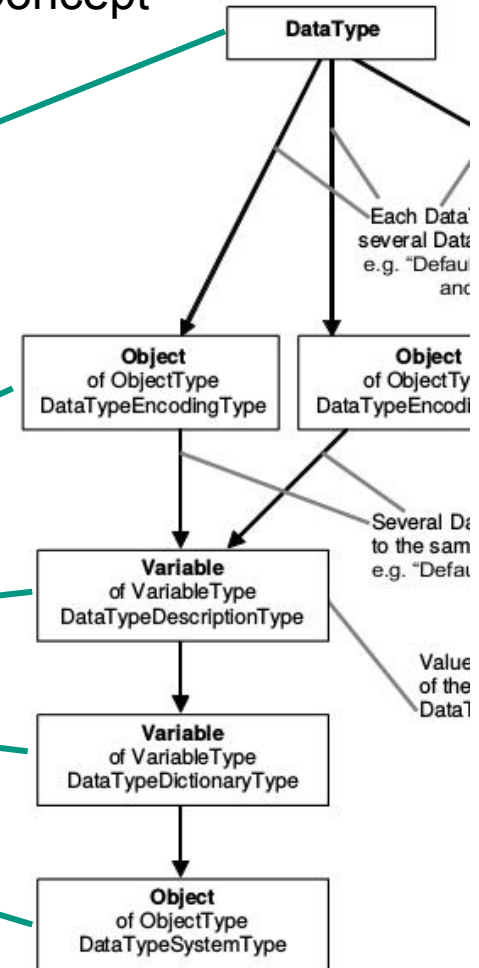 oncept
DataType
Each DataT
several Data
e.g. "Defaul
and
Object
of ObjectType
DataTypeEncodingType
Object
of ObjectTy
DataTypeEncodi
Several Da
to the sam
e.g. "Defau
Variable
of VariableType
DataTypeDescriptionType
Value
of the
DataT
Variable
of VariableType
DataTypeDictionaryType
Object
of ObjectType
DataTypeSystemType